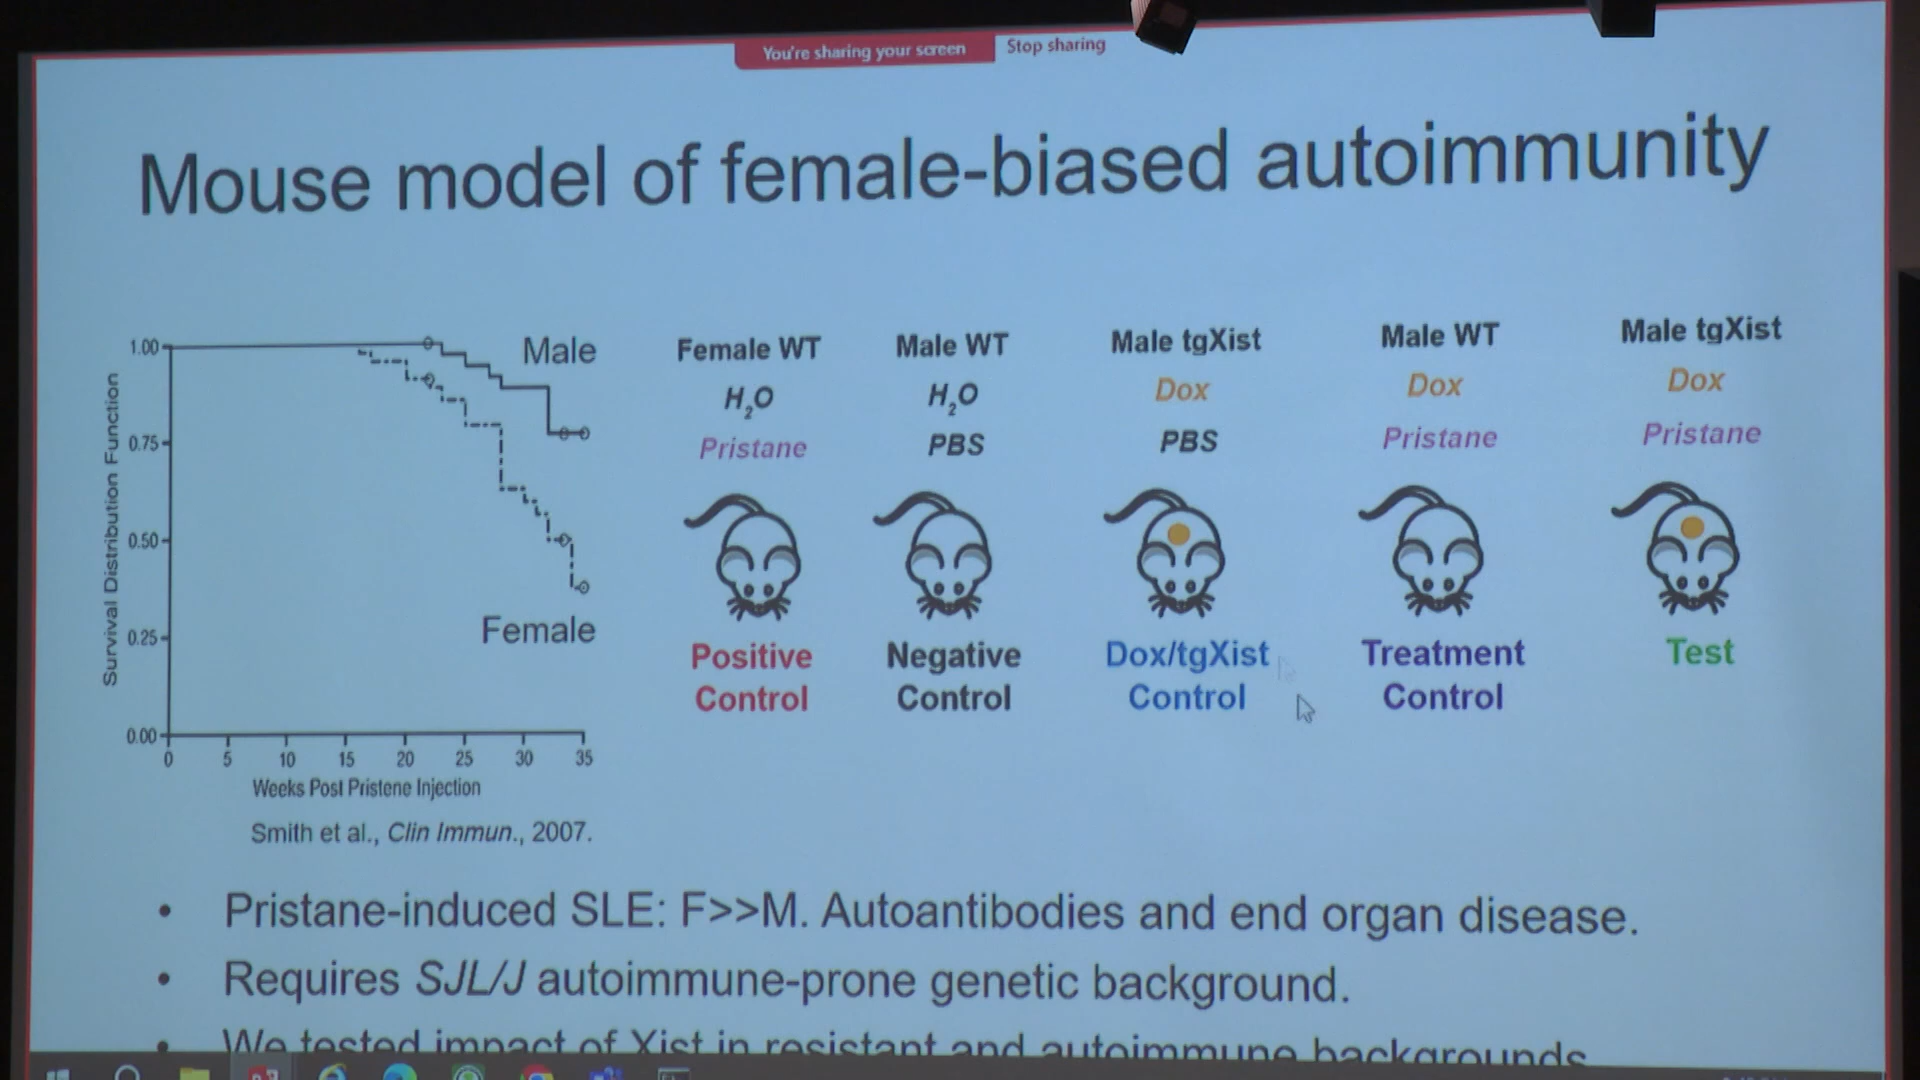 You're sharing your screen
Stop sharing
Mouse model of female-biased autoimmunity
Survival Distribution Function
1.00
0.75
0.50
0.25
0.00
Male
Female
0 5 10 15 20 25 30 35
Weeks Post Pristene Injection
Smith et al., Clin Immun., 2007.
Female WT
H₂O
Pristane
Positive
Control
Male WT
H₂O
PBS
Negative
Control
Male tgXist
Dox
PBS
Dox/tgXist
Control
Male WT
Dox
Pristane
Treatment
Control
Male tgXist
Dox
Pristane
Test
• Pristane-induced SLE: F>>M. Autoantibodies and end organ disease.
• Requires SJL/J autoimmune-prone genetic background.
• We tested impact of Xist in resistant and autoimmune backgrounds